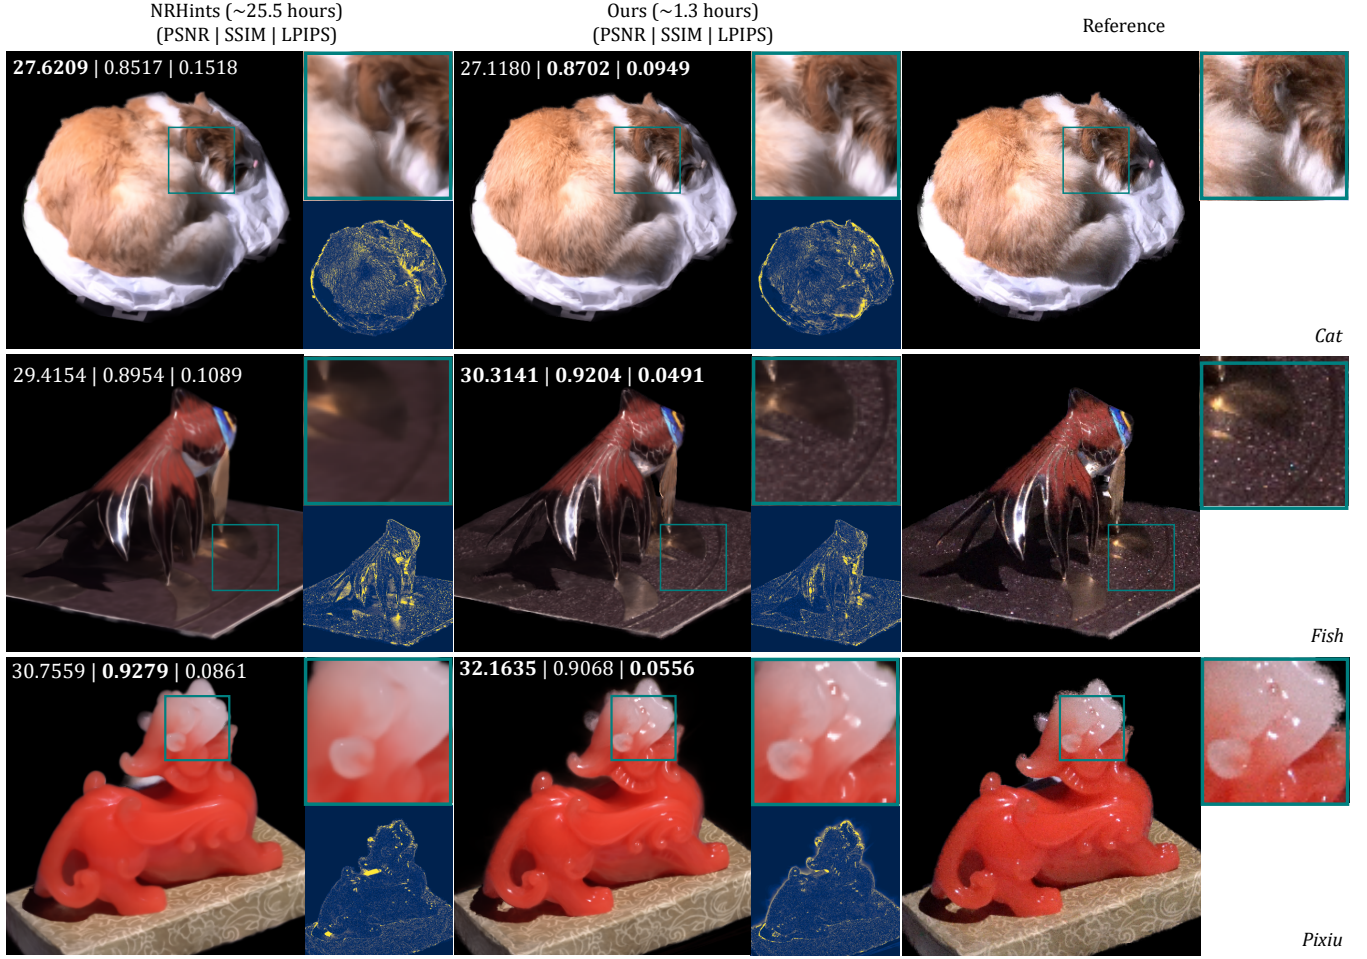 NRHints (~25.5 hours)
(PSNR | SSIM | LPIPS)
Ours (~1.3 hours)
(PSNR | SSIM | LPIPS)
Reference
27.6209 | 0.8517 | 0.1518
27.1180 | 0.8702 | 0.0949
Cat
29.4154 | 0.8954 | 0.1089
30.3141 | 0.9204 | 0.0491
Fish
30.7559 | 0.9279 | 0.0861
32.1635 | 0.9068 | 0.0556
Pixiu